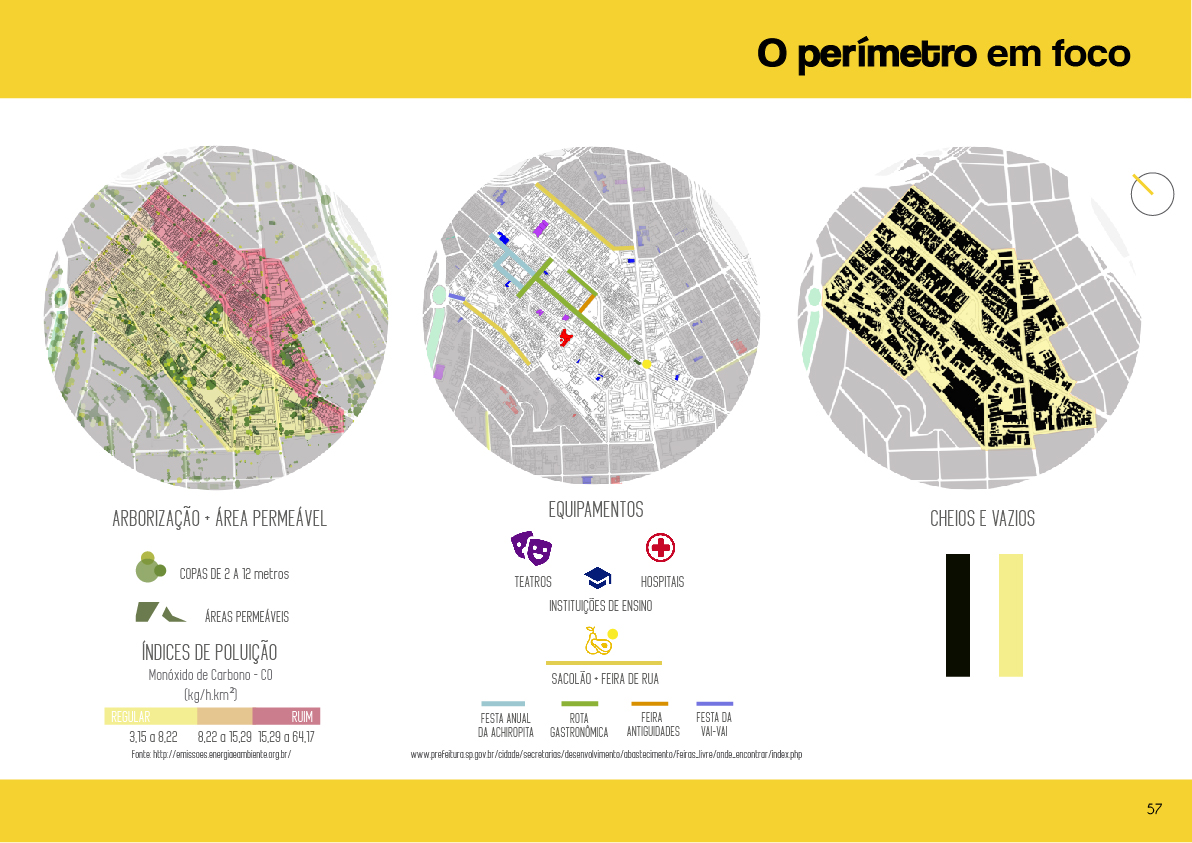 O perímetro em foco
ARBORIZAÇÃO + ÁREA PERMEÁVEL
COPAS DE 2 A 12 metros
ÁREAS PERMEÁVEIS
ÍNDICES DE POLUIÇÃO
Monóxido de Carbono - CO
(kg/h.km²)
REGULAR RUIM
3,15 a 8,22 8,22 a 15,29 15,29 a 64,17
Fonte: http://emissoes.energiaeambiente.org.br/
EQUIPAMENTOS
TEATROS
HOSPITAIS
INSTITUIÇÕES DE ENSINO
SACOLÃO + FEIRA DE RUA
FESTA ANUAL
DA ACHIROPITA
ROTA
GASTRONÔMICA
FEIRA
ANTIGUIDADES
FESTA DA
VAI-VAI
www.prefeitura.sp.gov.br/cidade/secretarias/desenvolvimento/abastecimento/feiras_livre/onde_encontrar/index.php
CHEIOS E VAZIOS
57